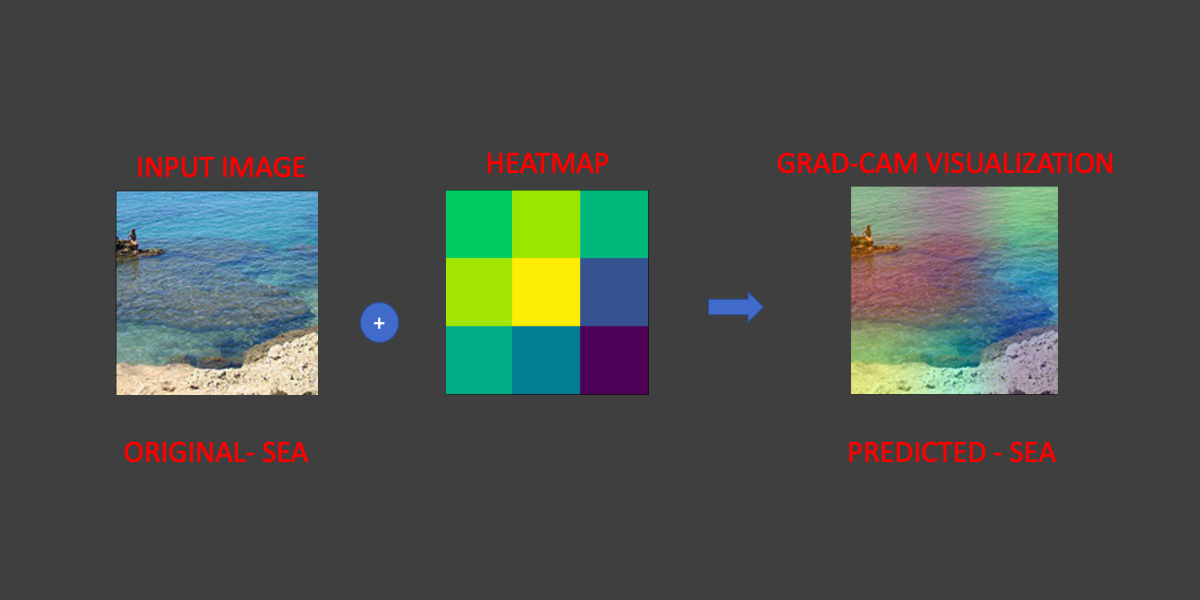 INPUT IMAGE
HEATMAP
GRAD-CAM VISUALIZATION
+
ORIGINAL- SEA
PREDICTED - SEA